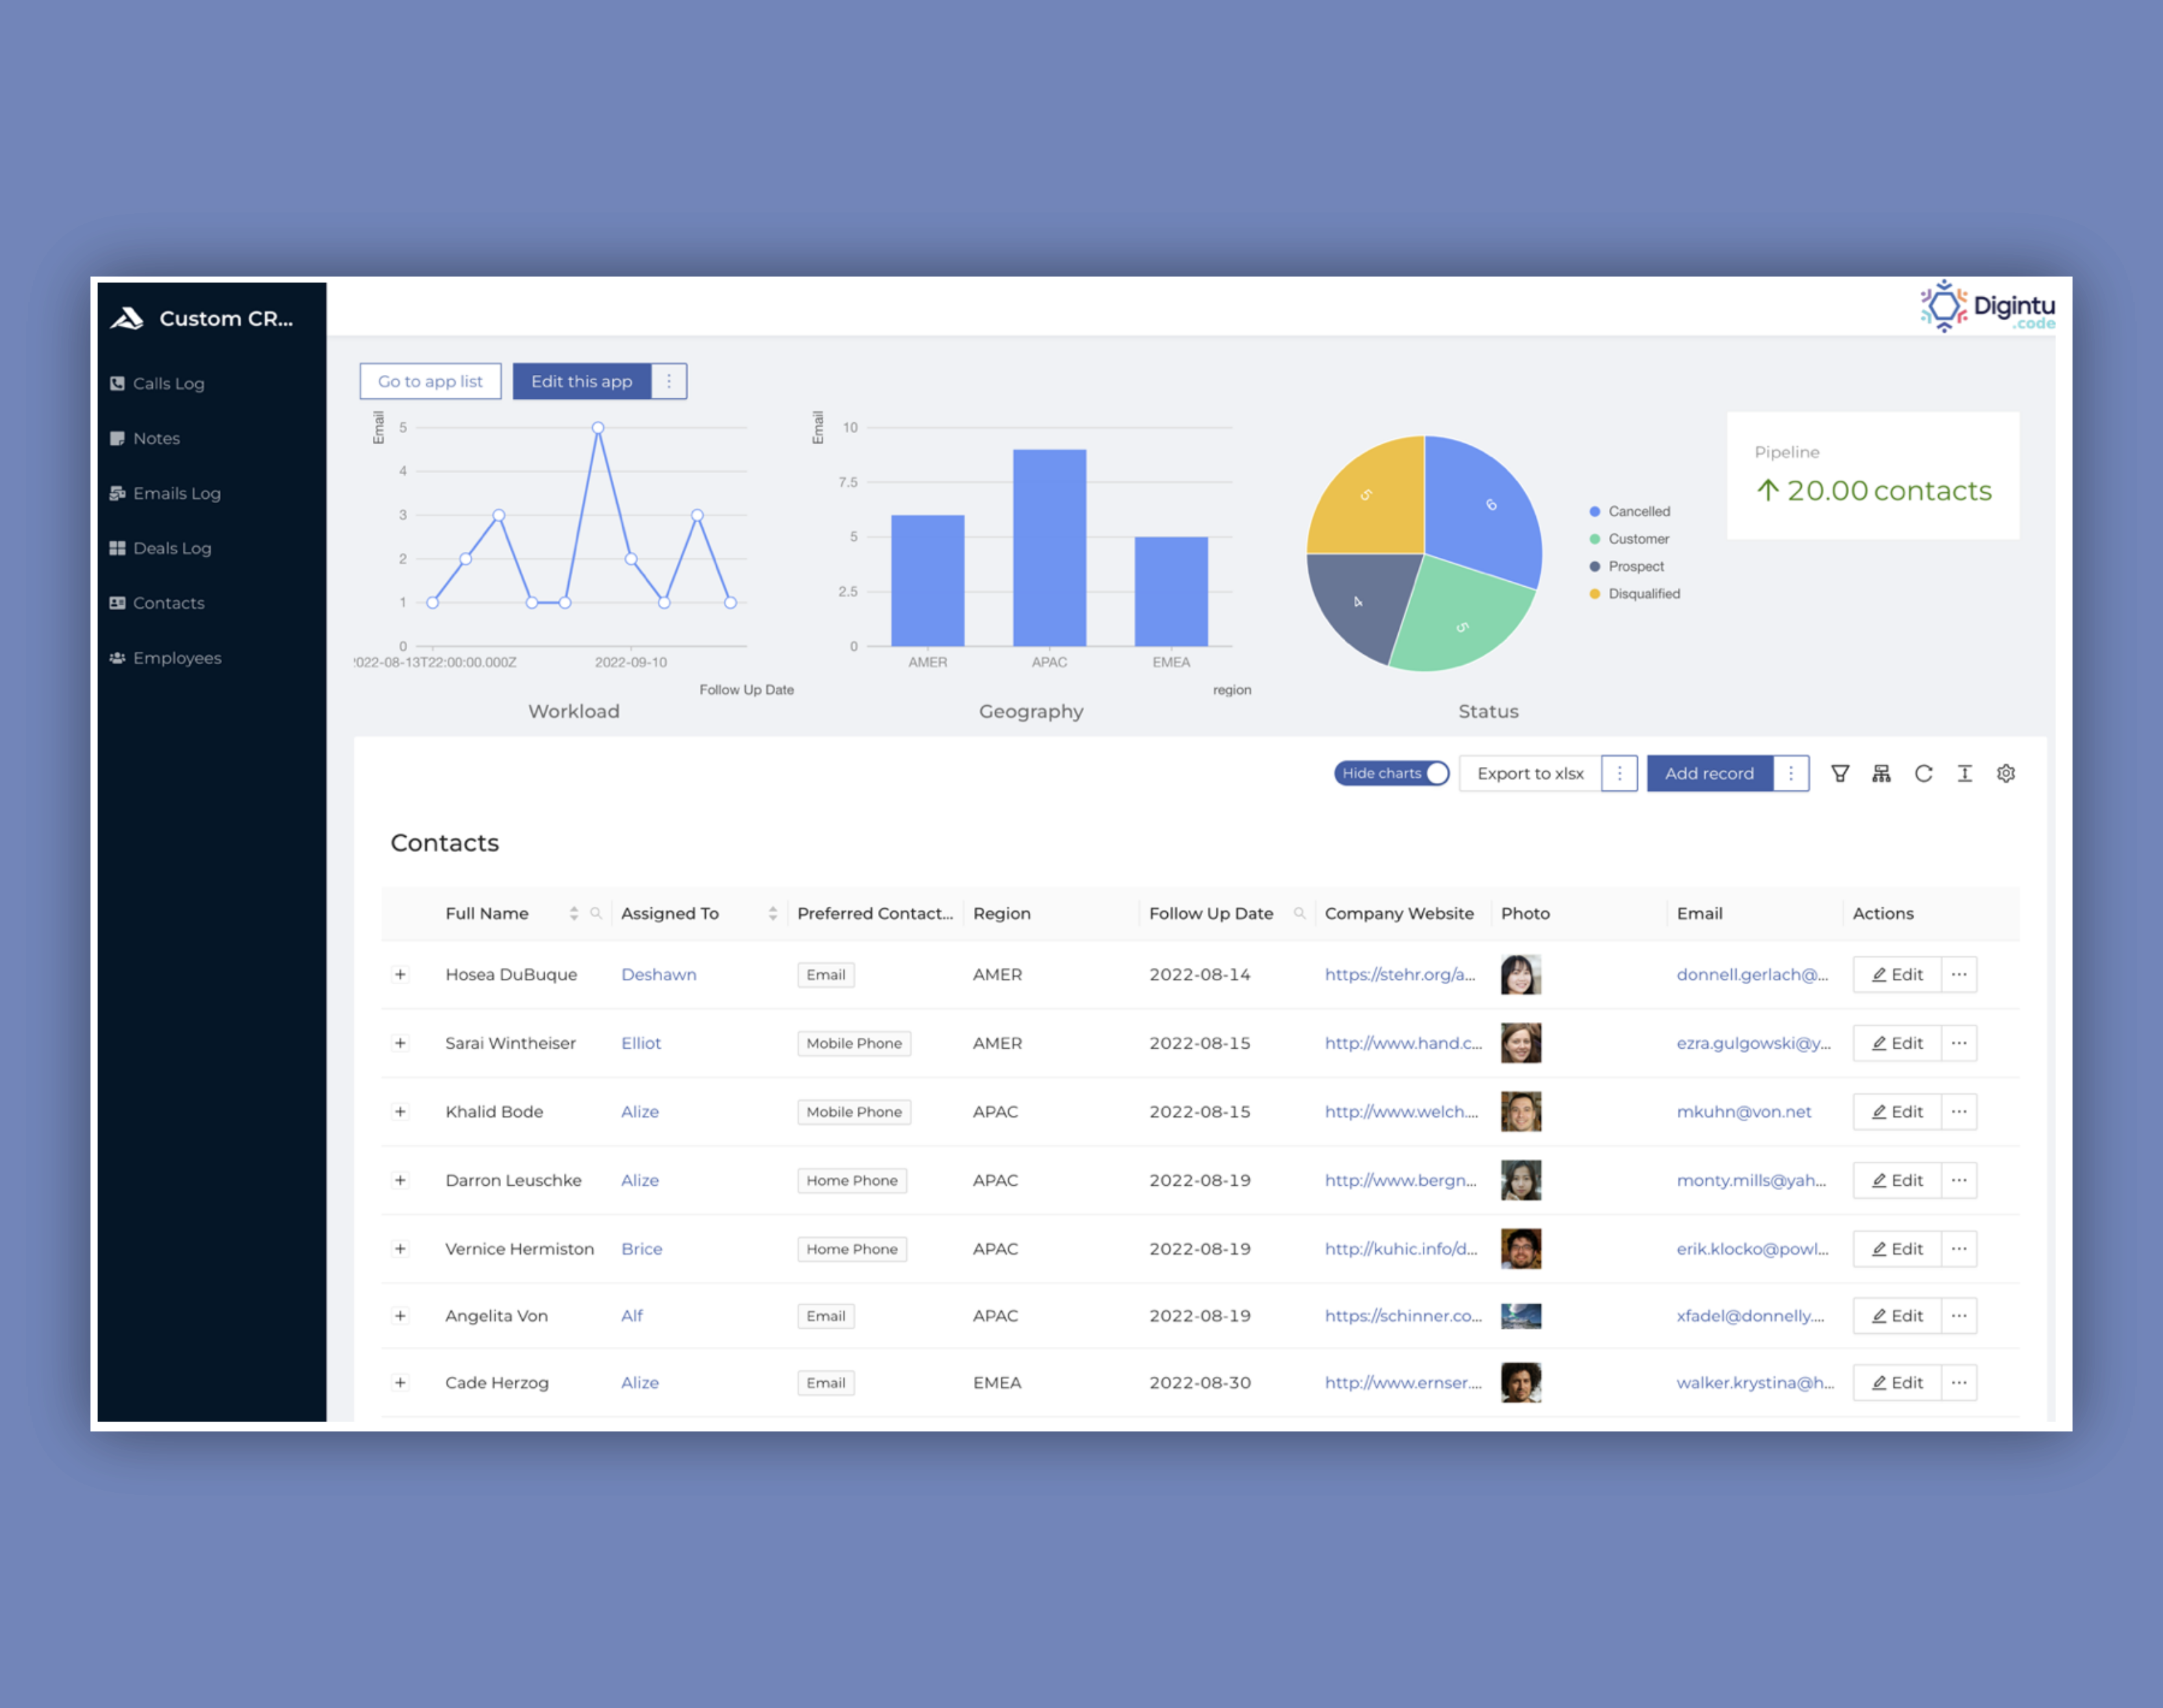 Custom CR...
Digintu
.code
Calls Log
Notes
Emails Log
Deals Log
Contacts
Employees
Go to app list
Edit this app
Email
5
4
3
2
1
0
2022-08-13T22:00:00.000Z
2022-09-10
Follow Up Date
Workload
Email
10
7.5
5
2.5
0
AMER
APAC
EMEA
region
Geography
5
6
4
5
Cancelled
Customer
Prospect
Disqualified
Status
Pipeline
20.00 contacts
Hide charts
Export to xlsx
Add record
Contacts
Full Name Assigned To Preferred Contact... Region Follow Up Date Company Website Photo Email Actions
Hosea DuBuque Deshawn Email AMER 2022-08-14 https://stehr.org/a... donnell.gerlach@... Edit
Sarai Wintheiser Elliot Mobile Phone AMER 2022-08-15 http://www.hand.c... ezra.gulgowski@y... Edit
Khalid Bode Alize Mobile Phone APAC 2022-08-15 http://www.welch.... mkuhn@von.net Edit
Darron Leuschke Alize Home Phone APAC 2022-08-19 http://www.bergn... monty.mills@yah... Edit
Vernice Hermiston Brice Home Phone APAC 2022-08-19 http://kuhic.info/d... erik.klocko@powl... Edit
Angelita Von Alf Email APAC 2022-08-19 https://schinner.co... xfadel@donnelly.... Edit
Cade Herzog Alize Email EMEA 2022-08-30 http://www.ernser.... walker.krystina@h... Edit